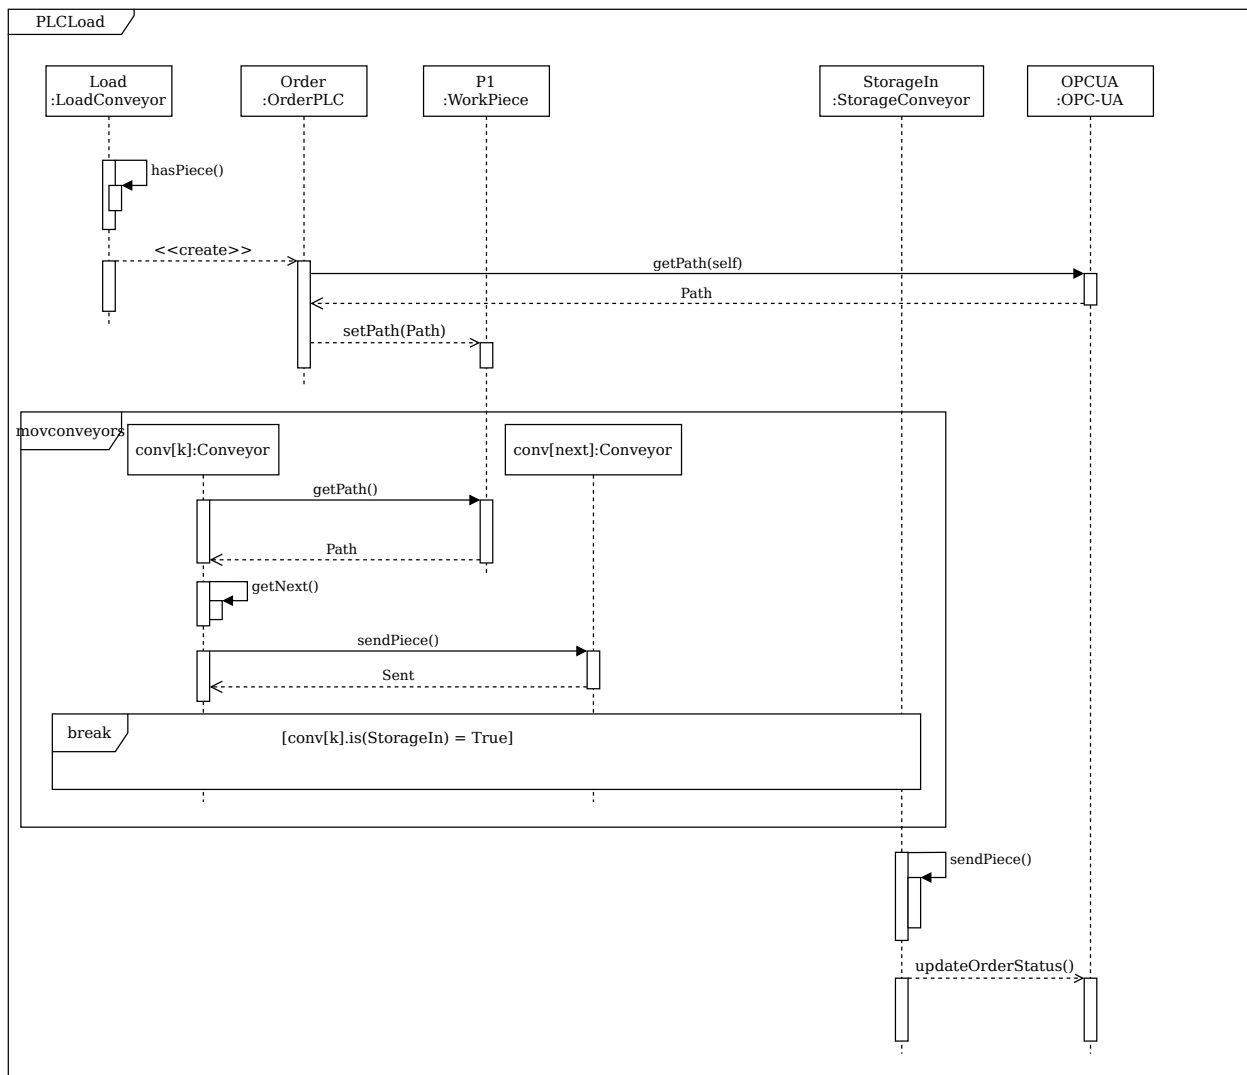 PLCLoad
Load
:LoadConveyor
Order
:OrderPLC
P1
:WorkPiece
StorageIn
:StorageConveyor
OPCUA
:OPC-UA
hasPiece()
<<create>>
getPath(self)
Path
setPath(Path)
movconveyors
conv[k]:Conveyor
conv[next]:Conveyor
getPath()
Path
getNext()
sendPiece()
Sent
break
[conv[k].is(StorageIn) = True]
sendPiece()
updateOrderStatus()